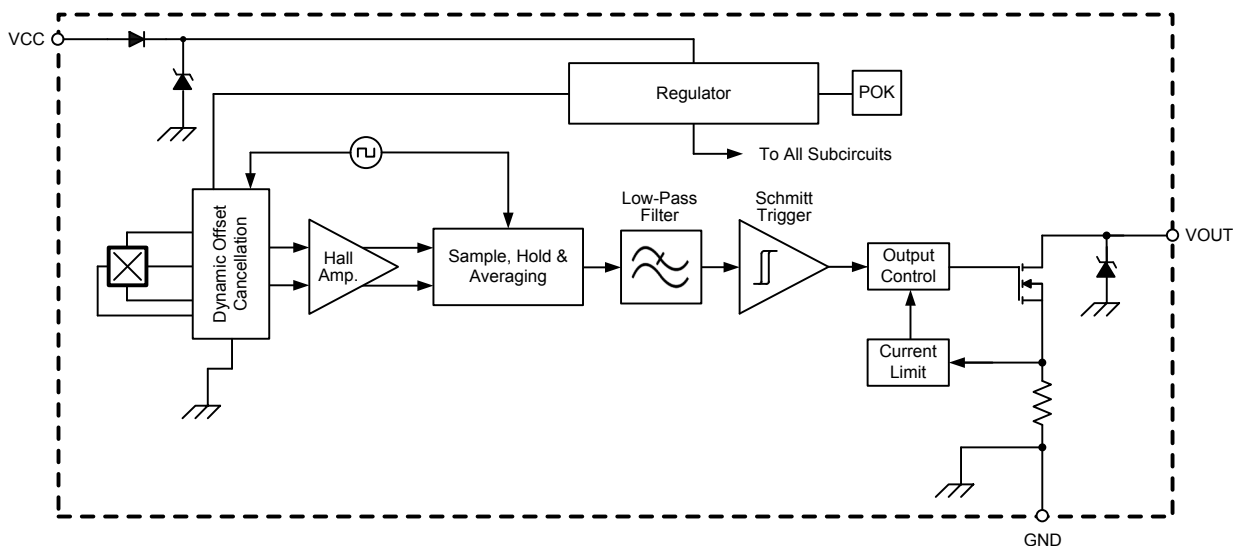 VCC
Regulator
POK
To All Subcircuits
Dynamic Offset
Cancellation
Hall
Amp.
Sample, Hold &
Averaging
Low-Pass
Filter
Schmitt
Trigger
Output
Control
Current
Limit
VOUT
GND